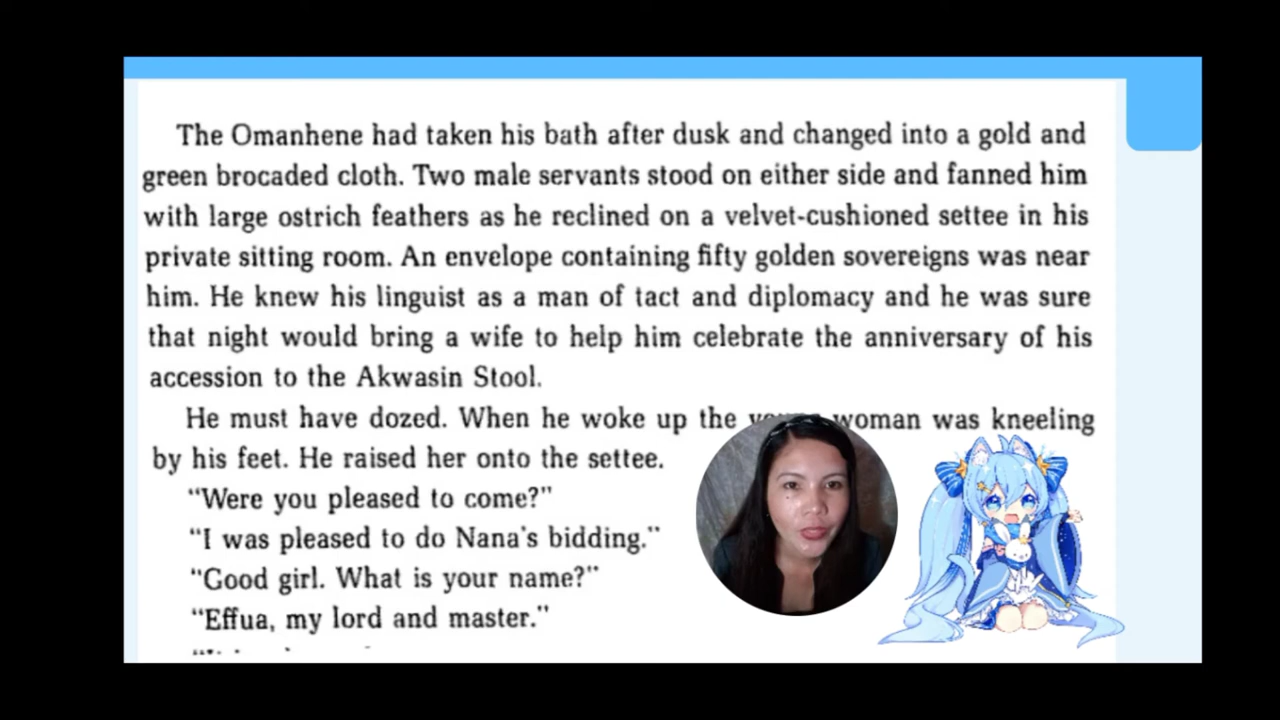 The Omanhene had taken his bath after dusk and changed into a gold and
green brocaded cloth. Two male servants stood on either side and fanned him
with large ostrich feathers as he reclined on a velvet-cushioned settee in his
private sitting room. An envelope containing fifty golden sovereigns was near
him. He knew his linguist as a man of tact and diplomacy and he was sure
that night would bring a wife to help him celebrate the anniversary of his
accession to the Akwasin Stool.
He must have dozed. When he woke up the woman was kneeling
by his feet. He raised her onto the settee.
"Were you pleased to come?"
"I was pleased to do Nana's bidding."
"Good girl. What is your name?"
"Effua, my lord and master."